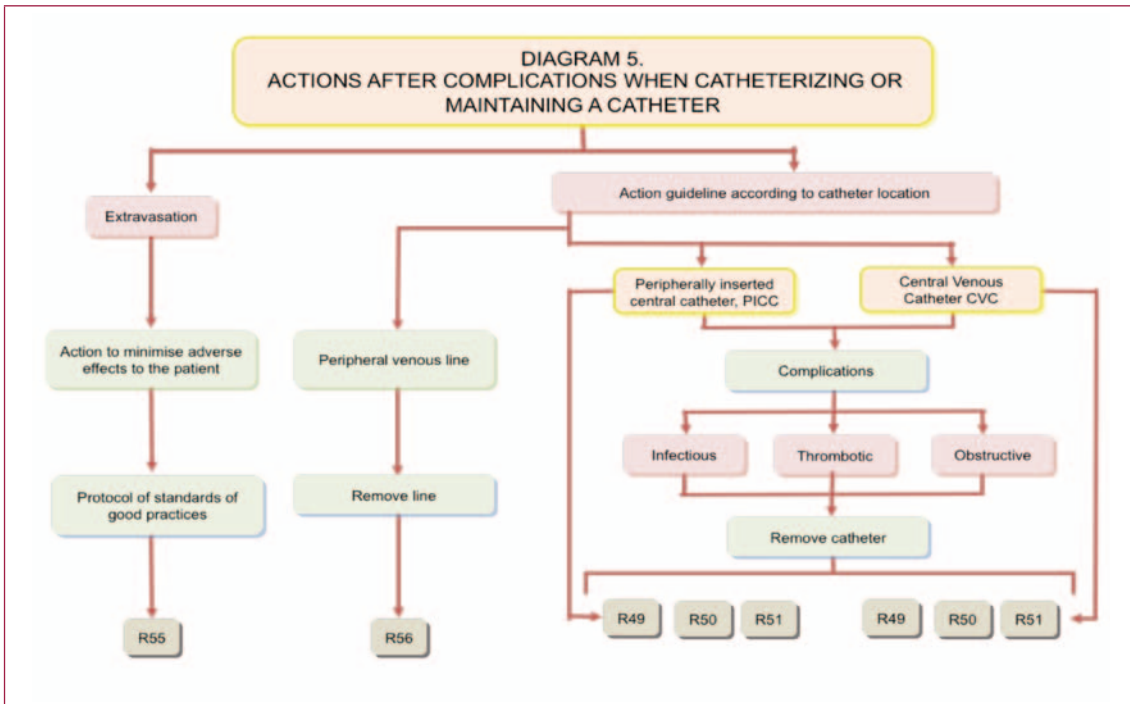 DIAGRAM 5.
ACTIONS AFTER COMPLICATIONS WHEN CATHETERIZING OR
MAINTAINING A CATHETER
Action guideline according to catheter location
Extravasation
Peripherally inserted
central catheter, PICC
Central Venous
Catheter CVC
Action to minimise adverse
effects to the patient
Peripheral venous line
Complications
Infectious
Thrombotic
Obstructive
Protocol of standards of
good practices
Remove line
Remove catheter
R55
R56
R49
R50
R51
R49
R50
R51